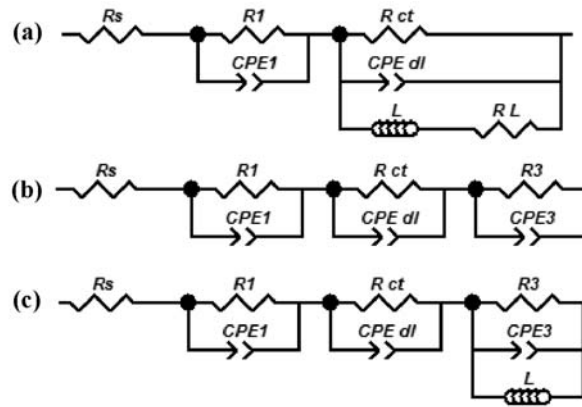 (a) Rs R1 R ct
CPE1 CPE dl
L R L
(b) Rs R1 R ct R3
CPE1 CPE dl CPE3
(c) Rs R1 R ct R3
CPE1 CPE dl CPE3
L